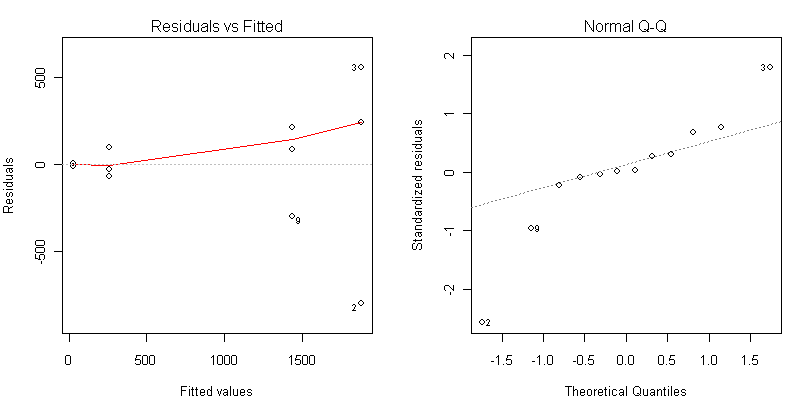 Residuals vs Fitted
Residuals
500
0
-500
3
9
2
0 500 1000 1500
Fitted values
Normal Q-Q
Standardized residuals
2
1
0
-1
-2
3
9
2
-1.5 -1.0 -0.5 0.0 0.5 1.0 1.5
Theoretical Quantiles